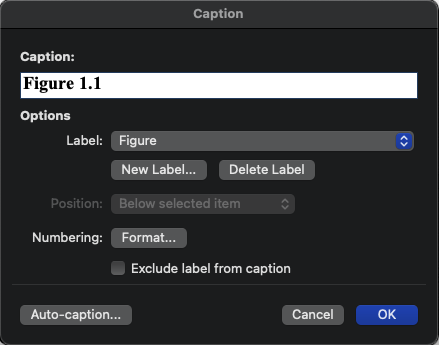 Caption
Caption:
Figure 1.1
Options
Label: Figure
New Label... Delete Label
Position: Below selected item
Numbering: Format...
Exclude label from caption
Auto-caption... Cancel OK